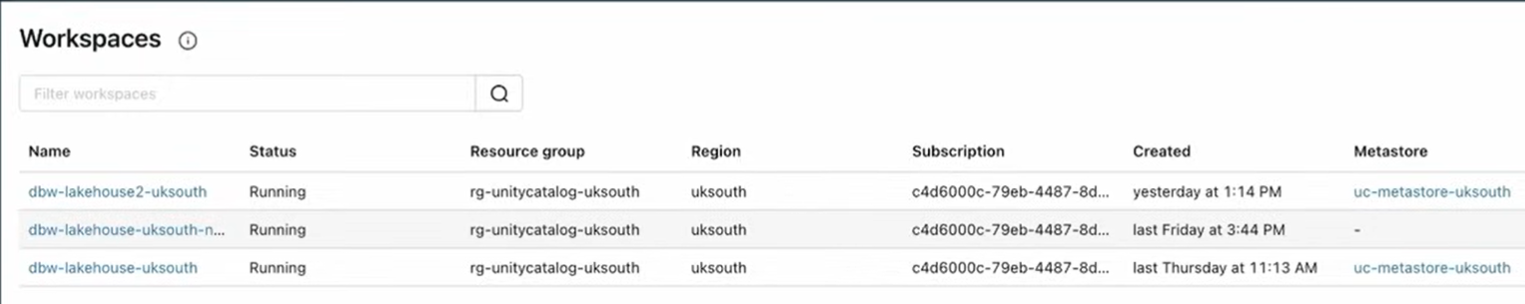 Workspaces
Filter workspaces
Name Status Resource group Region Subscription Created Metastore
dbw-lakehouse2-uksouth Running rg-unitycatalog-uksouth uksouth c4d6000c-79eb-4487-8d... yesterday at 1:14 PM uc-metastore-uksouth
dbw-lakehouse-uksouth-n... Running rg-unitycatalog-uksouth uksouth c4d6000c-79eb-4487-8d... last Friday at 3:44 PM -
dbw-lakehouse-uksouth Running rg-unitycatalog-uksouth uksouth c4d6000c-79eb-4487-8d... last Thursday at 11:13 AM uc-metastore-uksouth